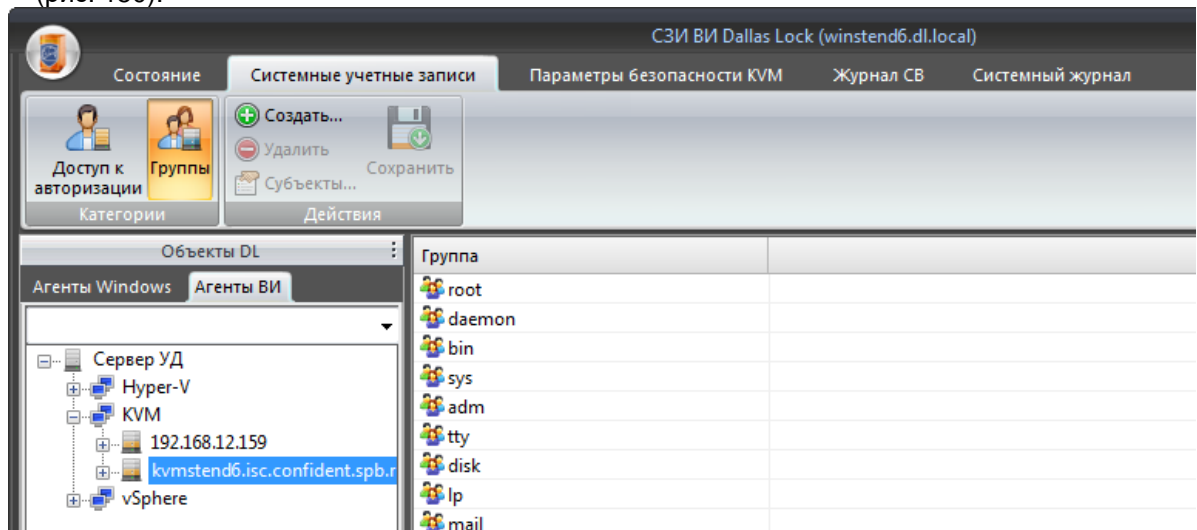 (рис. 186).
СЗИ ВИ Dallas Lock (winstend6.dl.local)
Состояние
Системные учетные записи
Параметры безопасности KVM
Журнал СВ
Системный журнал
Доступ к авторизации
Группы
Создать...
Удалить
Субъекты...
Сохранить
Категории
Действия
Объекты DL
Агенты Windows
Агенты ВИ
Сервер УД
Hyper-V
KVM
192.168.12.159
kvmstend6.isc.confident.spb.r
vSphere
Группа
root
daemon
bin
sys
adm
tty
disk
lp
mail